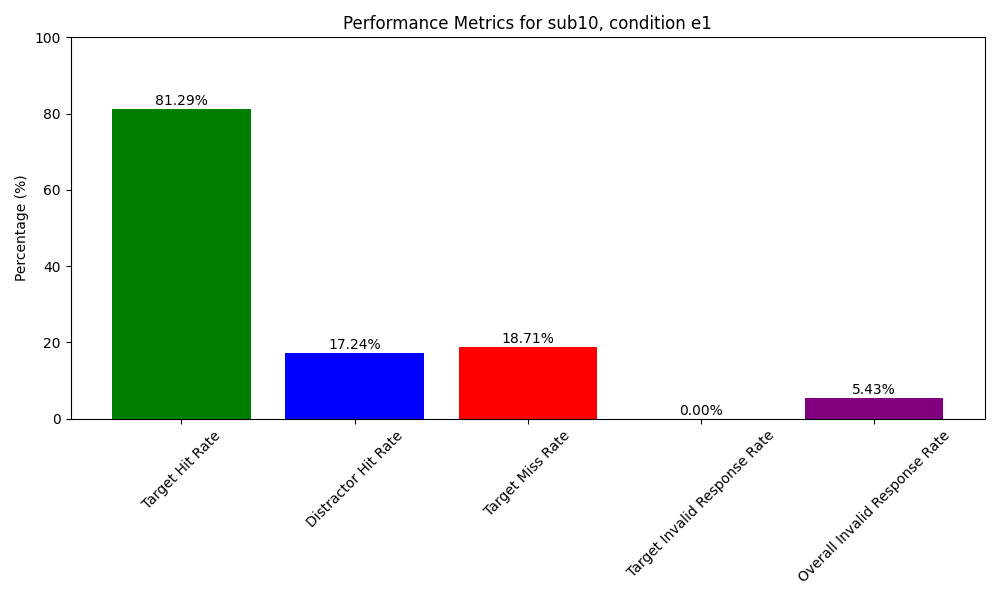 Performance Metrics for sub10, condition e1
Percentage (%)
100
80
60
40
20
0
81.29%
17.24%
18.71%
0.00%
5.43%
Target Hit Rate
Distractor Hit Rate
Target Miss Rate
Target Invalid Response Rate
Overall Invalid Response Rate